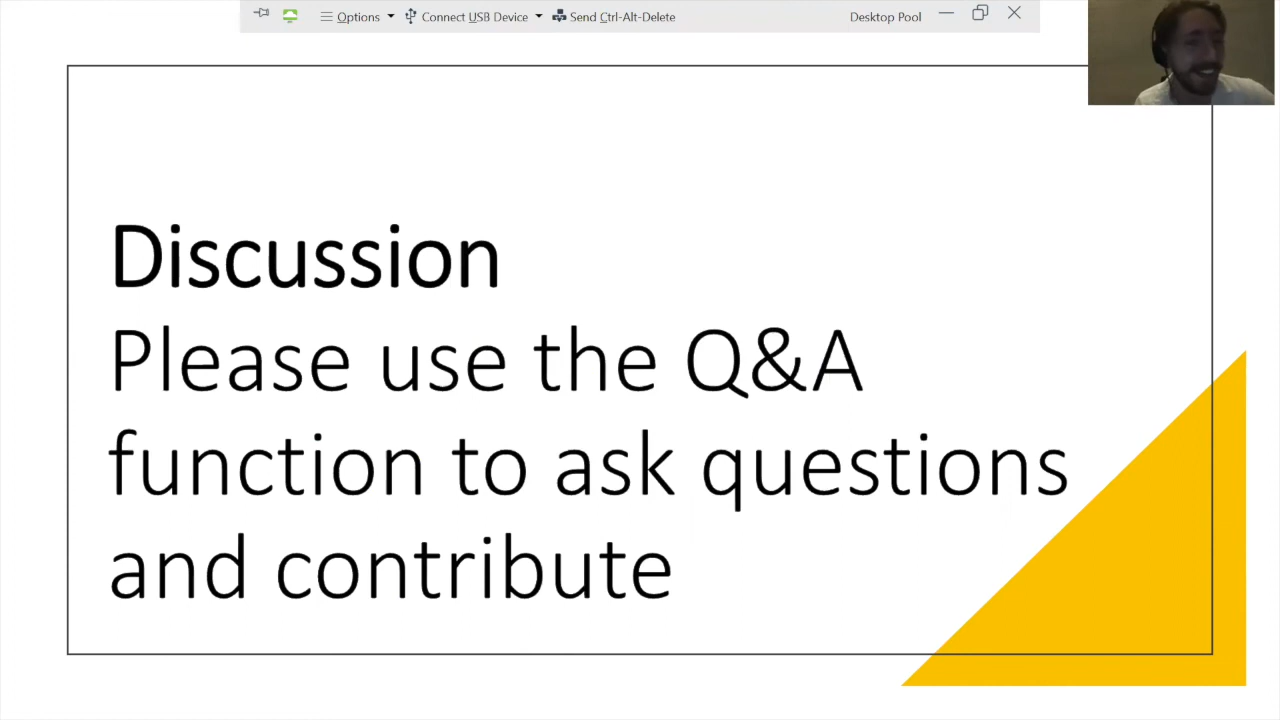 Options Connect USB Device Send Ctrl-Alt-Delete Desktop Pool
Discussion
Please use the Q&A
function to ask questions
and contribute